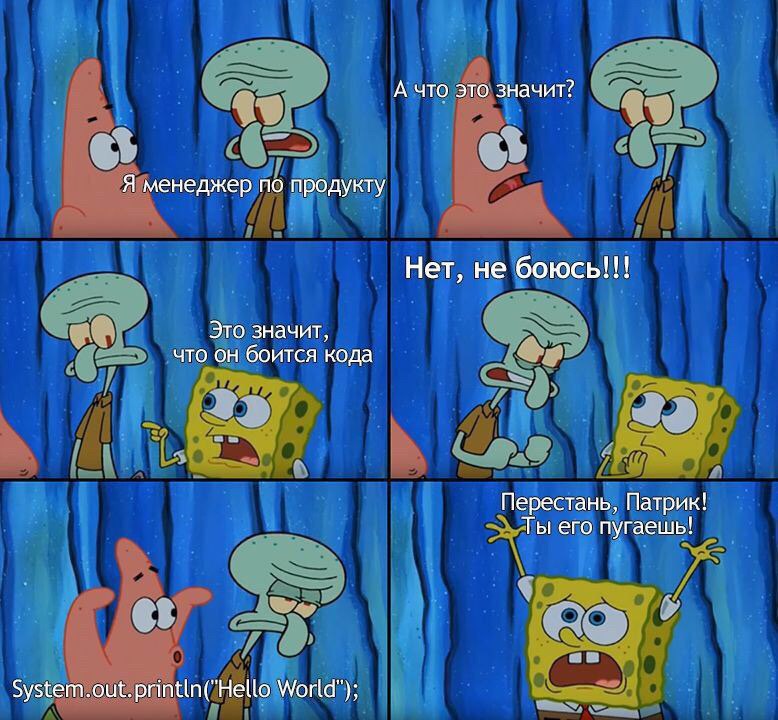 Я менеджер по продукту
А что это значит?
Это значит,
что он боится кода
Нет, не боюсь!!!
System.out.println("Hello World");
Перестань, Патрик!
Ты его пугаешь!